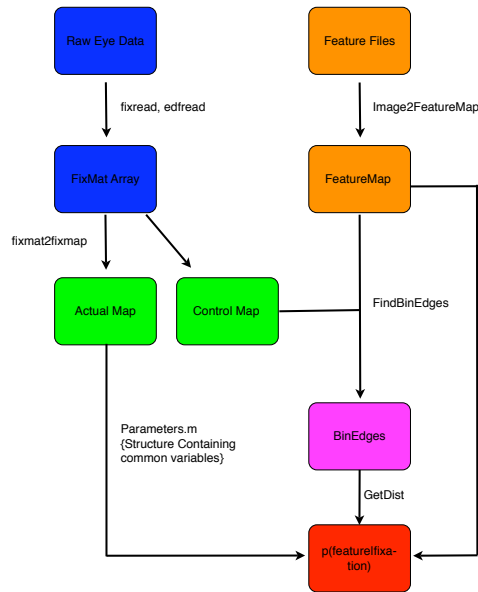 Raw Eye Data
Feature Files
fixread, edfread
Image2FeatureMap
FixMat Array
FeatureMap
fixmat2fixmap
Actual Map
Control Map
FindBinEdges
Parameters.m
{Structure Containing
common variables}
BinEdges
GetDist
p(feature|fixa-
tion)